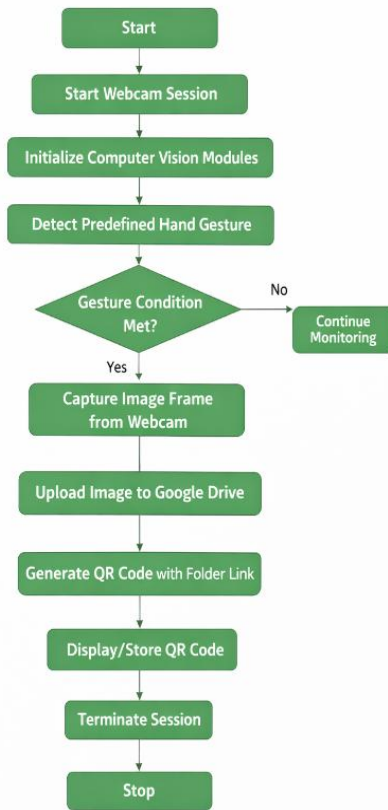 Start
Start Webcam Session
Initialize Computer Vision Modules
Detect Predefined Hand Gesture
Gesture Condition
Met?
No
Continue
Monitoring
Yes
Capture Image Frame
from Webcam
Upload Image to Google Drive
Generate QR Code with Folder Link
Display/Store QR Code
Terminate Session
Stop